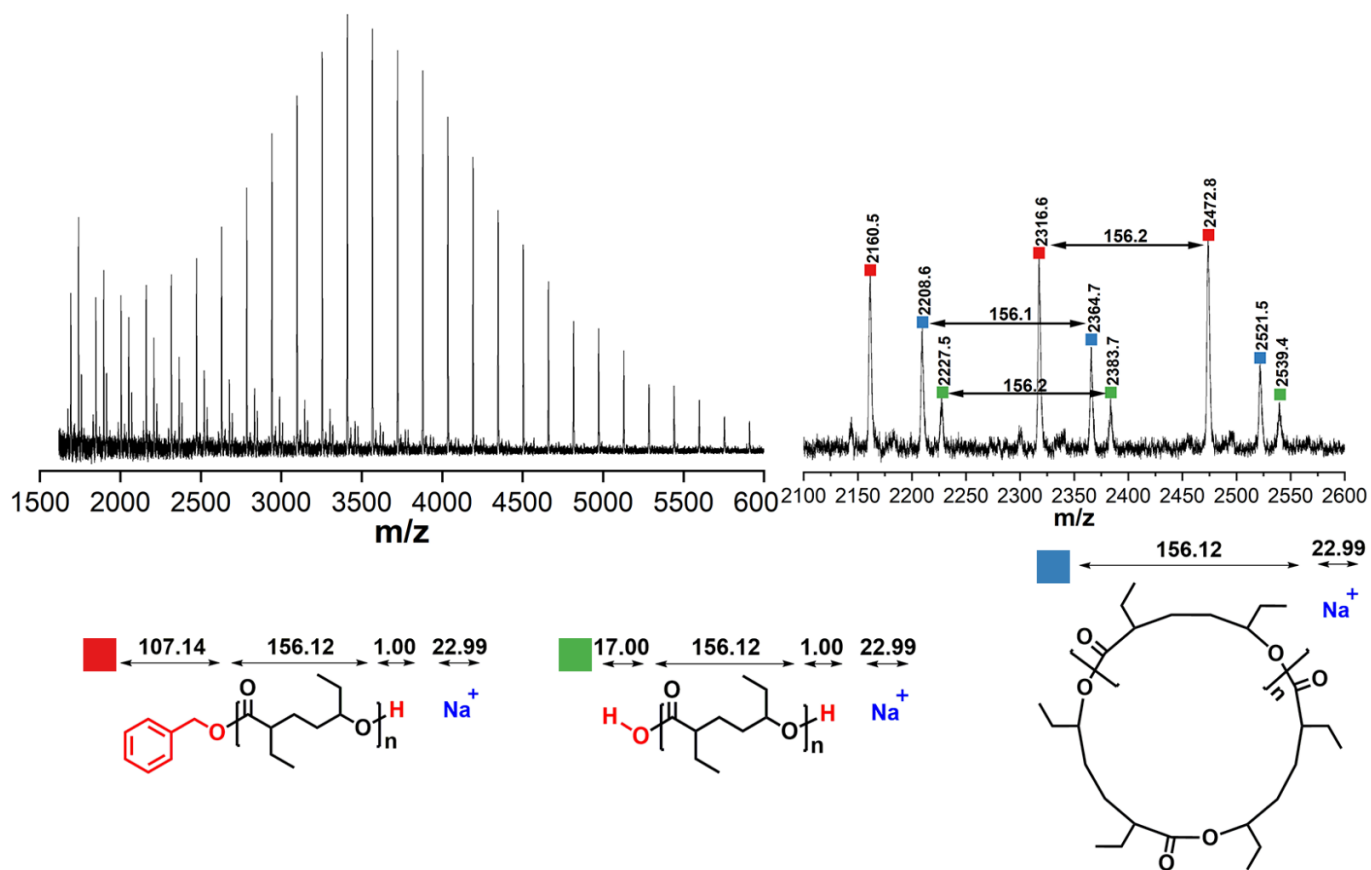 2160.5
2208.6
2227.5
2316.6
2364.7
2383.7
2472.8
2521.5
2539.4
156.2
156.1
156.2
1500 2000 2500 3000 3500 4000 4500 5000 5500 6000
m/z
2100 2150 2200 2250 2300 2350 2400 2450 2500 2550 2600
m/z
107.14 156.12 1.00 22.99
O
O
O
H
Na+
n
17.00 156.12 1.00 22.99
H
O
O
O
H
Na+
n
156.12 22.99
Na+
O
O
O
O
n
O
O